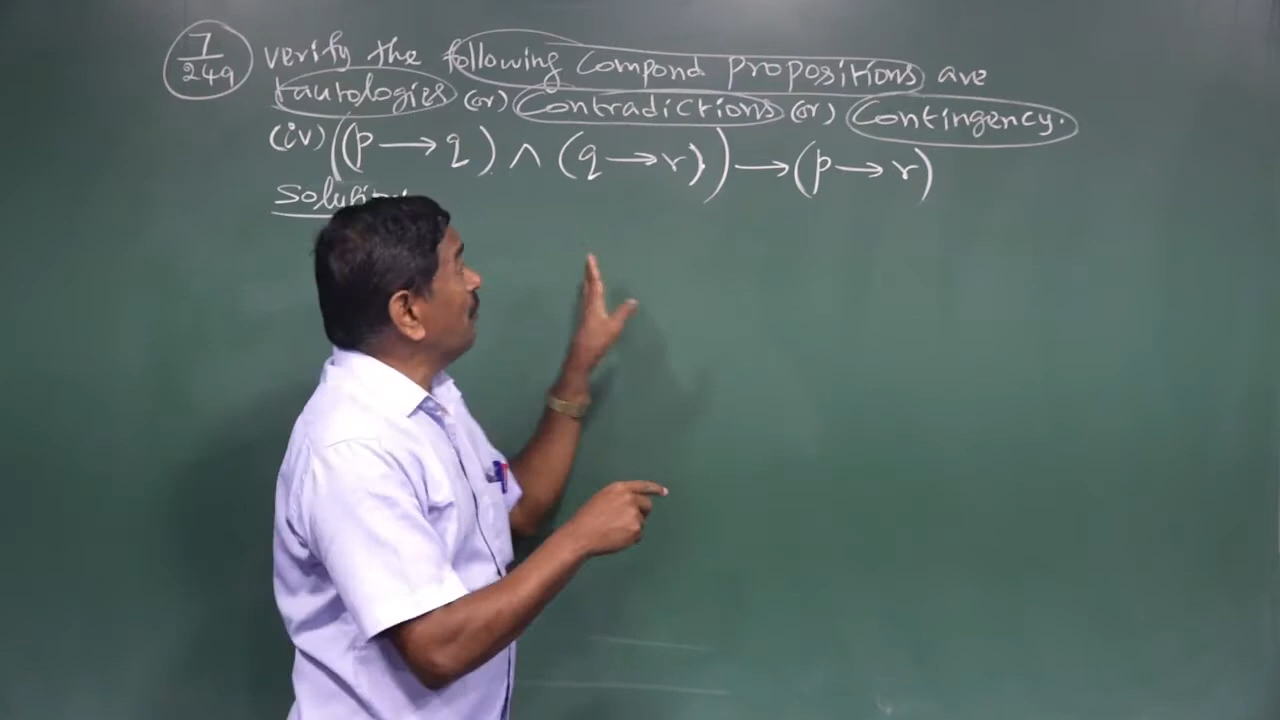 7/249 verify the following compond propositions are
tautologies (or) Contradictions (or) Contingency.
(iv) ((p → q) ∧ (q → r)) → (p → r)